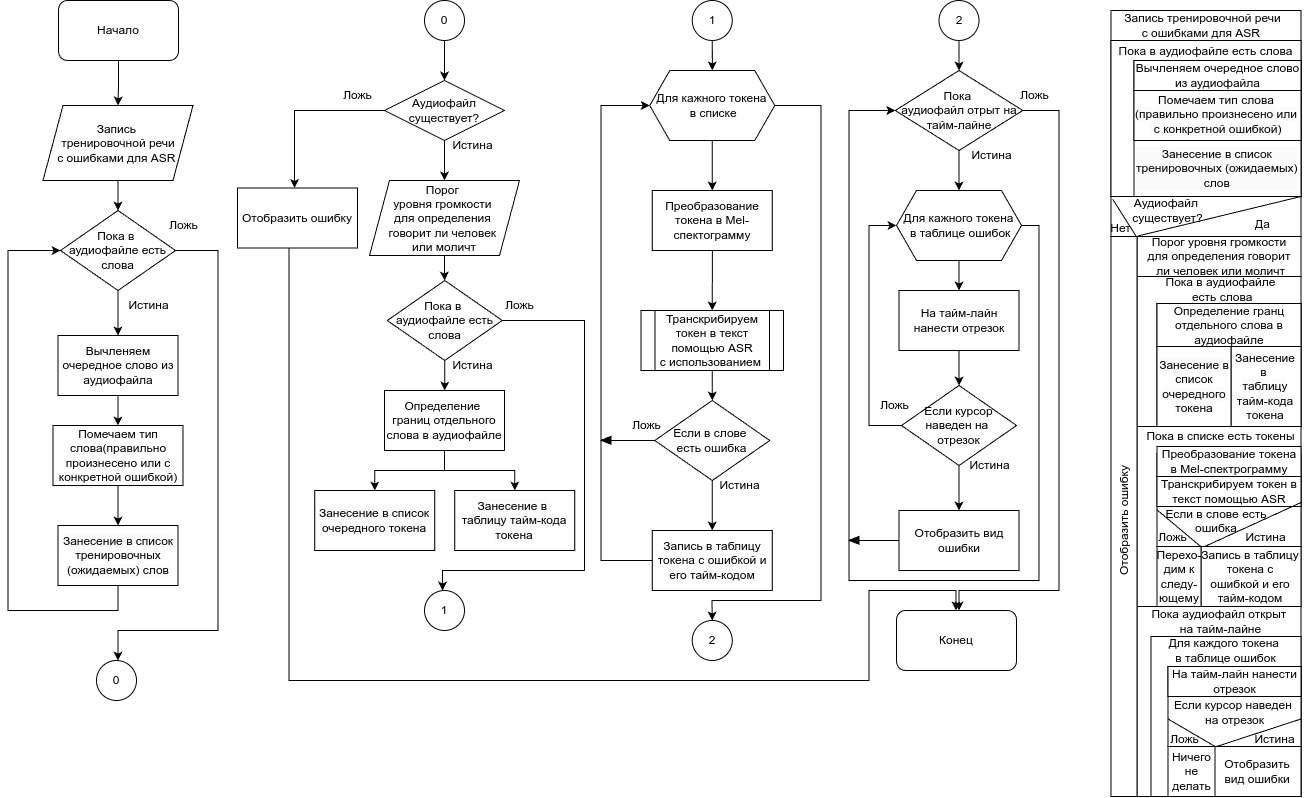 Начало
Запись
тренировочной речи
с ошибками для ASR
Пока в
аудиофайле есть
слова
Ложь
Истина
Вычленяем
очередное слово из
аудиофайла
Помечаем тип
слова(правильно
произнесено или с
конкретной ошибкой)
Занесение в список
тренировочных
(ожидаемых) слов
0
0
Аудиофайл
существует?
Ложь
Истина
Отобразить ошибку
Порог
уровня громкости
для определения
говорит ли человек
или моличт
Пока в
аудиофайле есть
слова
Ложь
Истина
Определение
границ отдельного
слова в аудиофайле
Занесение в список
очередного токена
Занесение в
таблицу тайм-кода
токена
1
1
Для кажного токена
в списке
Преобразование
токена в Mel-
спектограмму
Транскрибируем
токен в текст
помощью ASR
с использованием
Если в слове
есть ошибка
Ложь
Истина
Запись в таблицу
токена с ошибкой и
его тайм-кодом
2
2
Пока
аудиофайл отрыт на
тайм-лайне
Ложь
Истина
Для кажного токена
в таблице ошибок
На тайм-лайн
нанести отрезок
Если курсор
наведен на
отрезок
Ложь
Истина
Отобразить вид
ошибки
Конец
Запись тренировочной речи
с ошибками для ASR
Пока в аудиофайле есть слова
Вычленяем очередное слово
из аудиофайла
Помечаем тип слова
(правильно произнесено или
с конкретной ошибкой)
Занесение в список
тренировочных (ожидаемых)
слов
Аудиофайл
существует?
Нет
Да
Отобразить ошибку
Порог уровня громкости
для определения говорит
ли человек или моличт
Пока в аудиофайле
есть слова
Определение гранц
отдельного слова в
аудиофайле
Занесение в
список
очередного
токена
Занесение
в
таблицу
тайм-кода
токена
Пока в списке есть токены
Преобразование токена
в Mel-спектрограмму
Транскрибируем токен в
текст помощью ASR
Если в слове есть
ошибка
Ложь
Истина
Перехо-
дим к
следу-
ющему
Запись в таблицу
токена с
ошибкой и его
тайм-кодом
Пока аудиофайл открыт
на тайм-лайне
Для каждого токена
в таблице ошибок
На тайм-лайн нанести
отрезок
Если курсор наведен
на отрезок
Ложь
Истина
Ничего
не
делать
Отобразить
вид ошибки